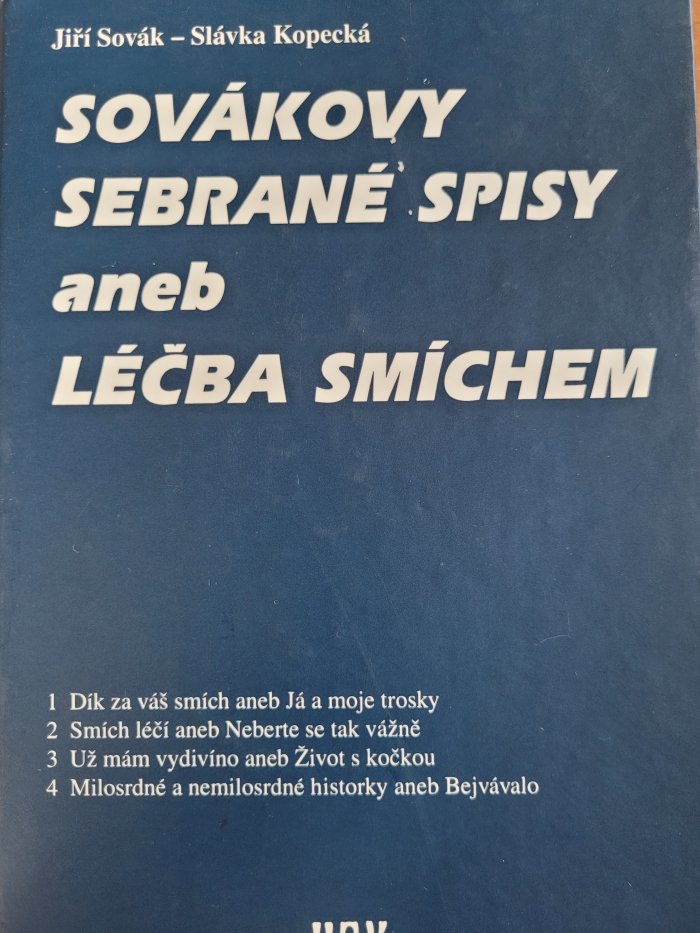 Jiří Sovák – Slávka Kopecká
SOVÁKOVY
SEBRANÉ SPISY
aneb
LÉČBA SMÍCHEM
1 Dík za váš smích aneb Já a moje trosky
2 Smích léčí aneb Neberte se tak vážně
3 Už mám vydivíno aneb Život s kočkou
4 Milosrdné a nemilosrdné historky aneb Bejvávalo